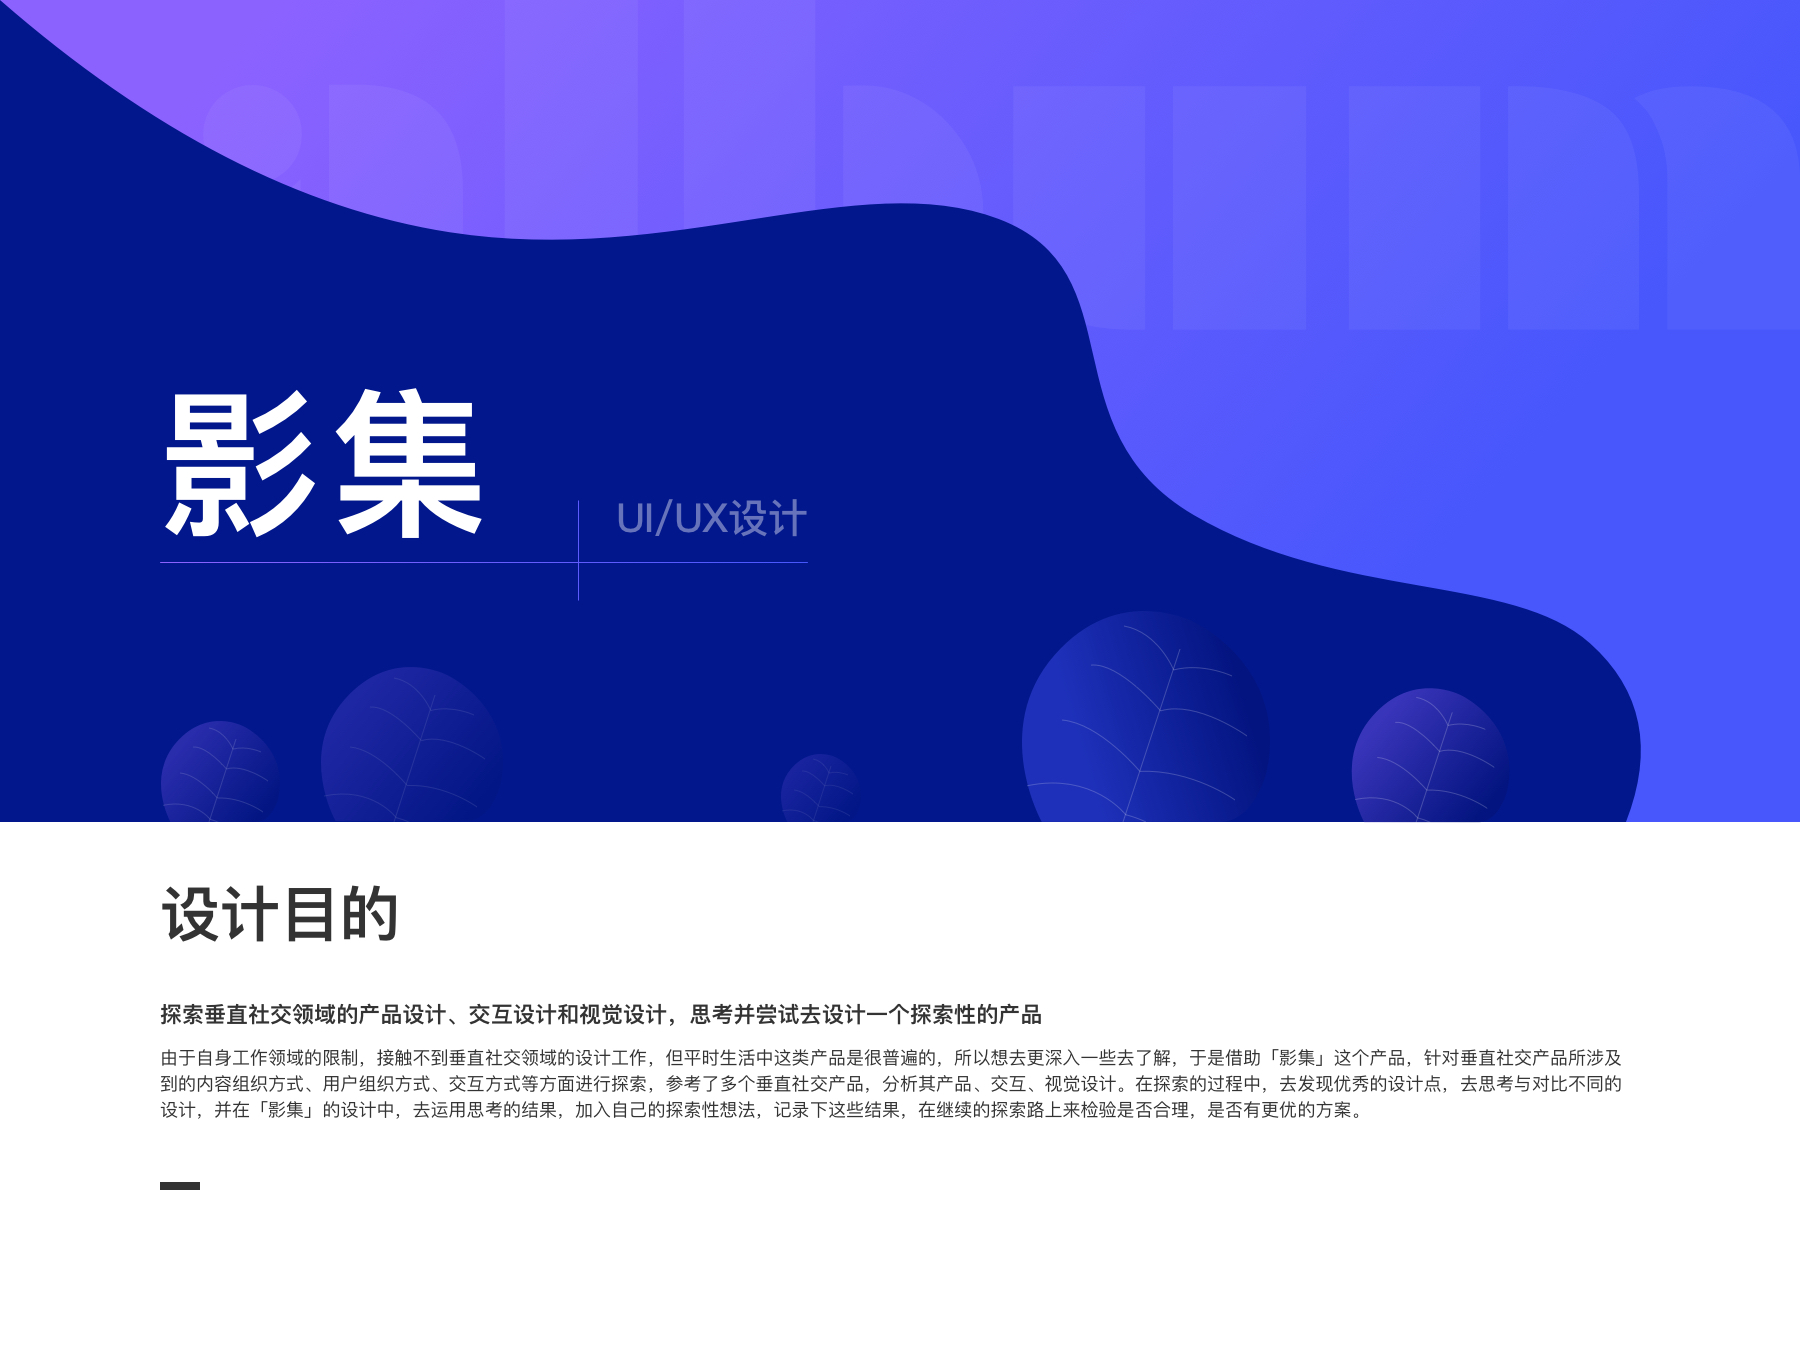 album
影集
UI/UX设计
设计目的
探索垂直社交领域的产品设计、交互设计和视觉设计，思考并尝试去设计一个探索性的产品
由于自身工作领域的限制，接触不到垂直社交领域的设计工作，但平时生活中这类产品是很普遍的，所以想去更深入一些去了解，于是借助「影集」这个产品，针对垂直社交产品所涉及
到的内容组织方式、用户组织方式、交互方式等方面进行探索，参考了多个垂直社交产品，分析其产品、交互、视觉设计。在探索的过程中，去发现优秀的设计点，去思考与对比不同的
设计，并在「影集」的设计中，去运用思考的结果，加入自己的探索性想法，记录下这些结果，在继续的探索路上来检验是否合理，是否有更优的方案。